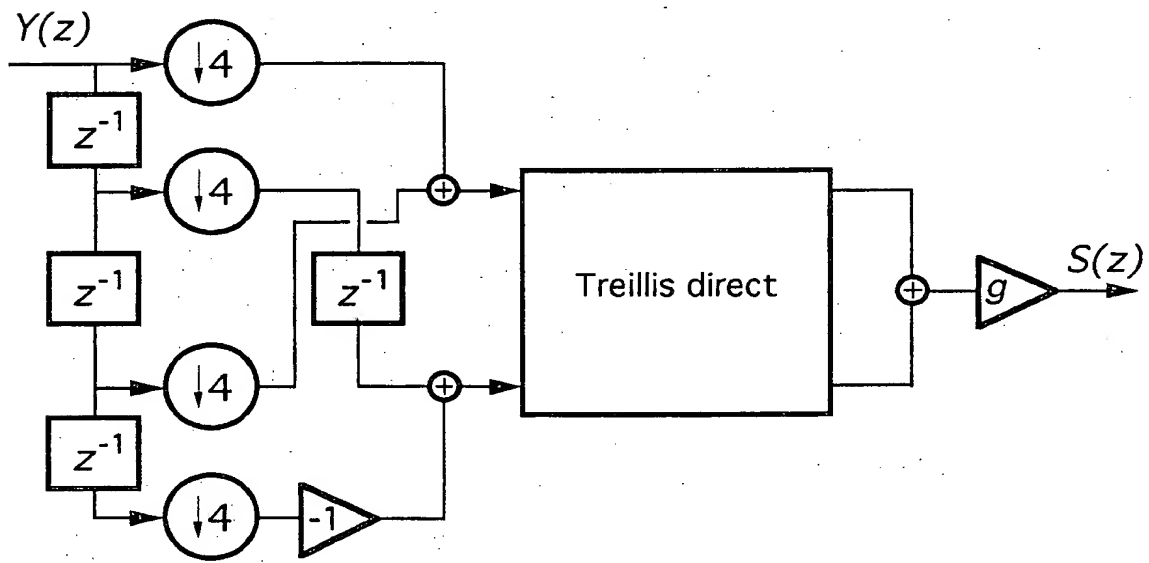 Y(z)
↓4
z⁻¹
↓4
z⁻¹
z⁻¹
Treillis direct
g
S(z)
↓4
z⁻¹
↓4
-1
+
+
+